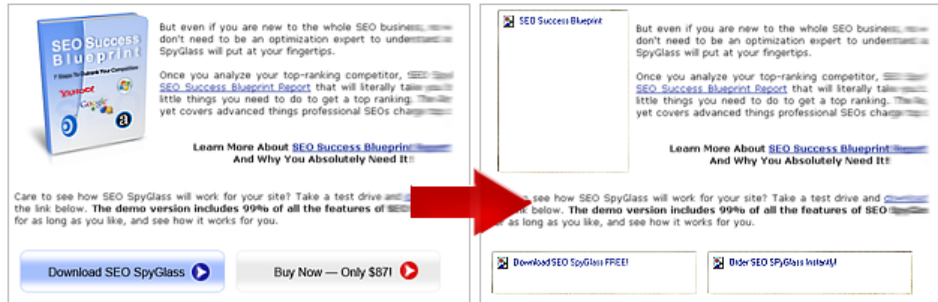 SEO Success
Blueprint
7 Steps To Outrank Your Competition
YAHOO!
Google
a
But even if you are new to the whole SEO business,
don't need to be an optimization expert to understand
SpyGlass will put at your fingertips.
Once you analyze your top-ranking competitor,
SEO Success Blueprint Report that will literally
little things you need to do to get a top ranking.
yet covers advanced things professional SEOs
Learn More About SEO Success Blueprint
And Why You Absolutely Need It!
Care to see how SEO SpyGlass will work for your site? Take a test drive and
the link below. The demo version includes 99% of all the features of SEO
for as long as you like, and see how it works for you.
Download SEO SpyGlass
Buy Now — Only $87!
SEO Success Blueprint
But even if you are new to the whole SEO business,
don't need to be an optimization expert to understand
SpyGlass will put at your fingertips.
Once you analyze your top-ranking competitor,
SEO Success Blueprint Report that will literally
little things you need to do to get a top ranking.
yet covers advanced things professional SEOs
Learn More About SEO Success Blueprint
And Why You Absolutely Need It!
see how SEO SpyGlass will work for your site? Take a test drive and download
below. The demo version includes 99% of all the features of SEO SpyGlass
as long as you like, and see how it works for you.
Download SEO SpyGlass FREE!
Order SEO SPyGlass Instantly!